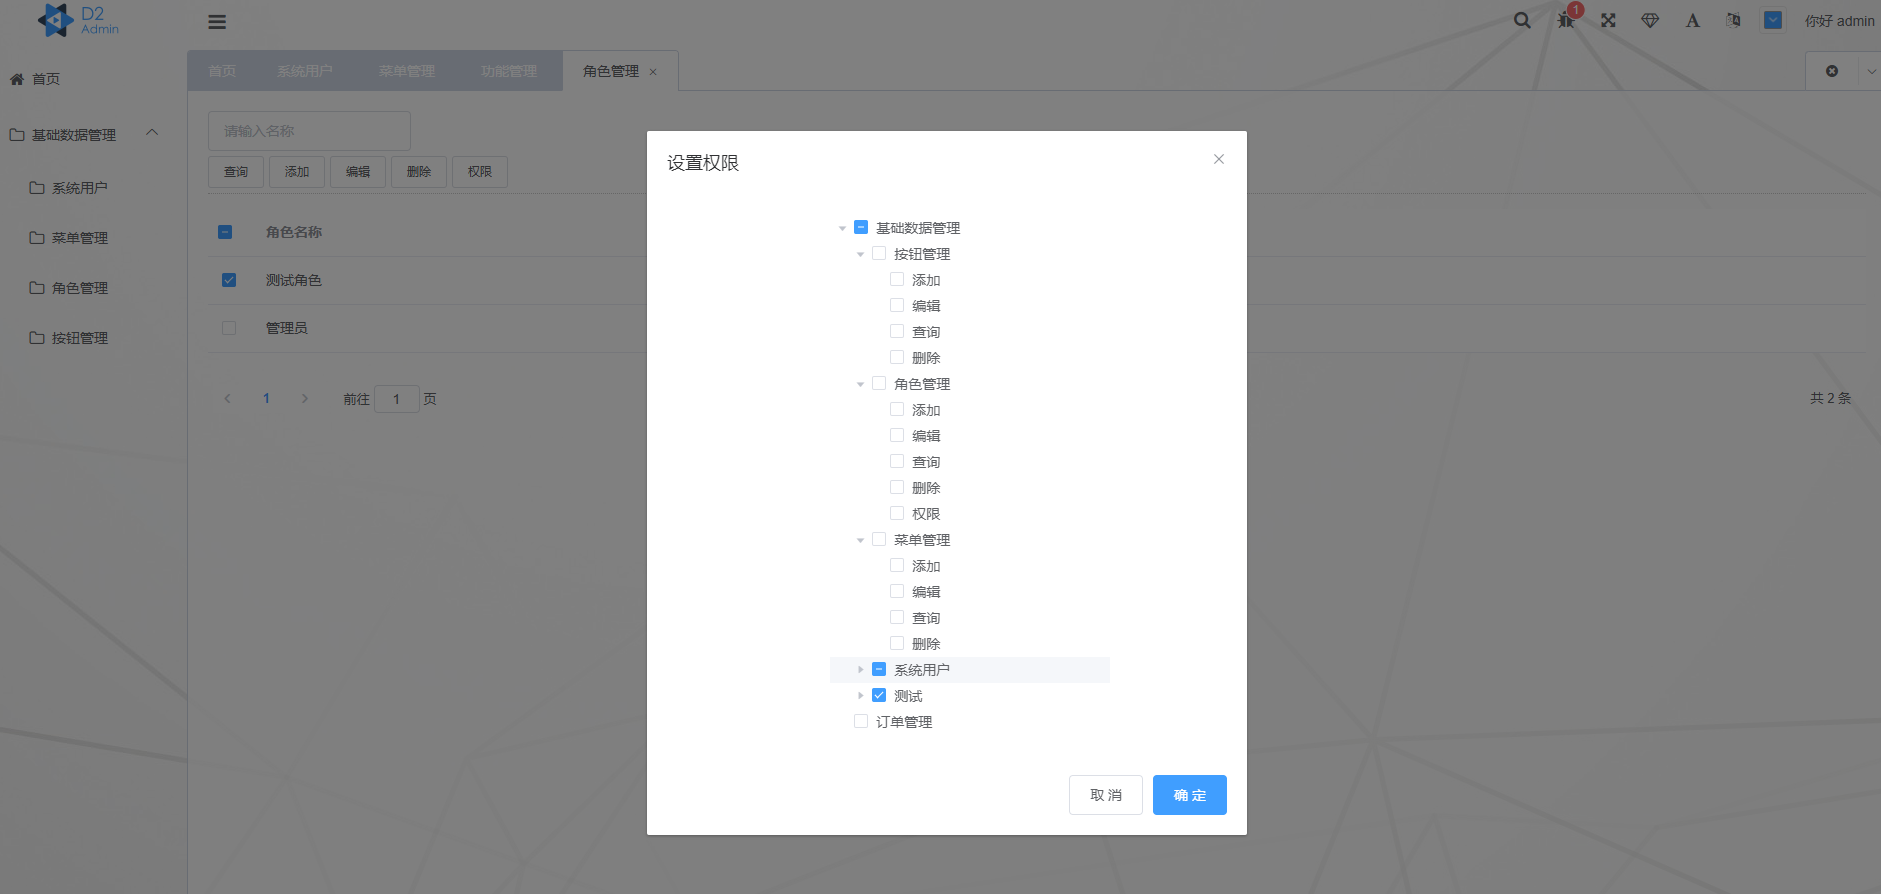 D2
Admin
1
你好 admin
首页
基础数据管理
系统用户
菜单管理
角色管理
按钮管理
首页 系统用户 菜单管理 功能管理 角色管理
请输入名称
查询 添加 编辑 删除 权限
角色名称
测试角色
管理员
1 前往 1 页
共 2 条
设置权限
基础数据管理
按钮管理
添加
编辑
查询
删除
角色管理
添加
编辑
查询
删除
权限
菜单管理
添加
编辑
查询
删除
系统用户
测试
订单管理
取 消 确 定